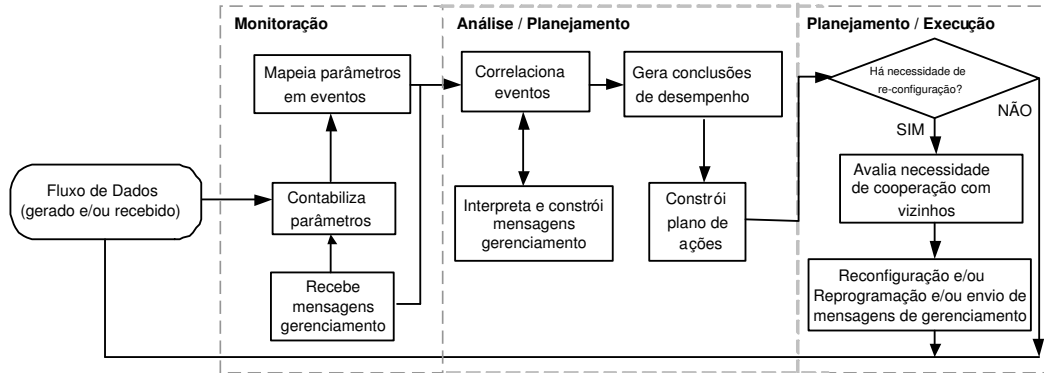 Monitoração
Análise / Planejamento
Planejamento / Execução
Mapeia parâmetros
em eventos
Correlaciona
eventos
Gera conclusões
de desempenho
Há necessidade de
re-configuração?
NÃO
SIM
Fluxo de Dados
(gerado e/ou recebido)
Contabiliza
parâmetros
Interpreta e constrói
mensagens
gerenciamento
Constrói
plano de
ações
Avalia necessidade
de cooperação com
vizinhos
Recebe
mensagens
gerenciamento
Reconfiguração e/ou
Reprogramação e/ou envio de
mensagens de gerenciamento